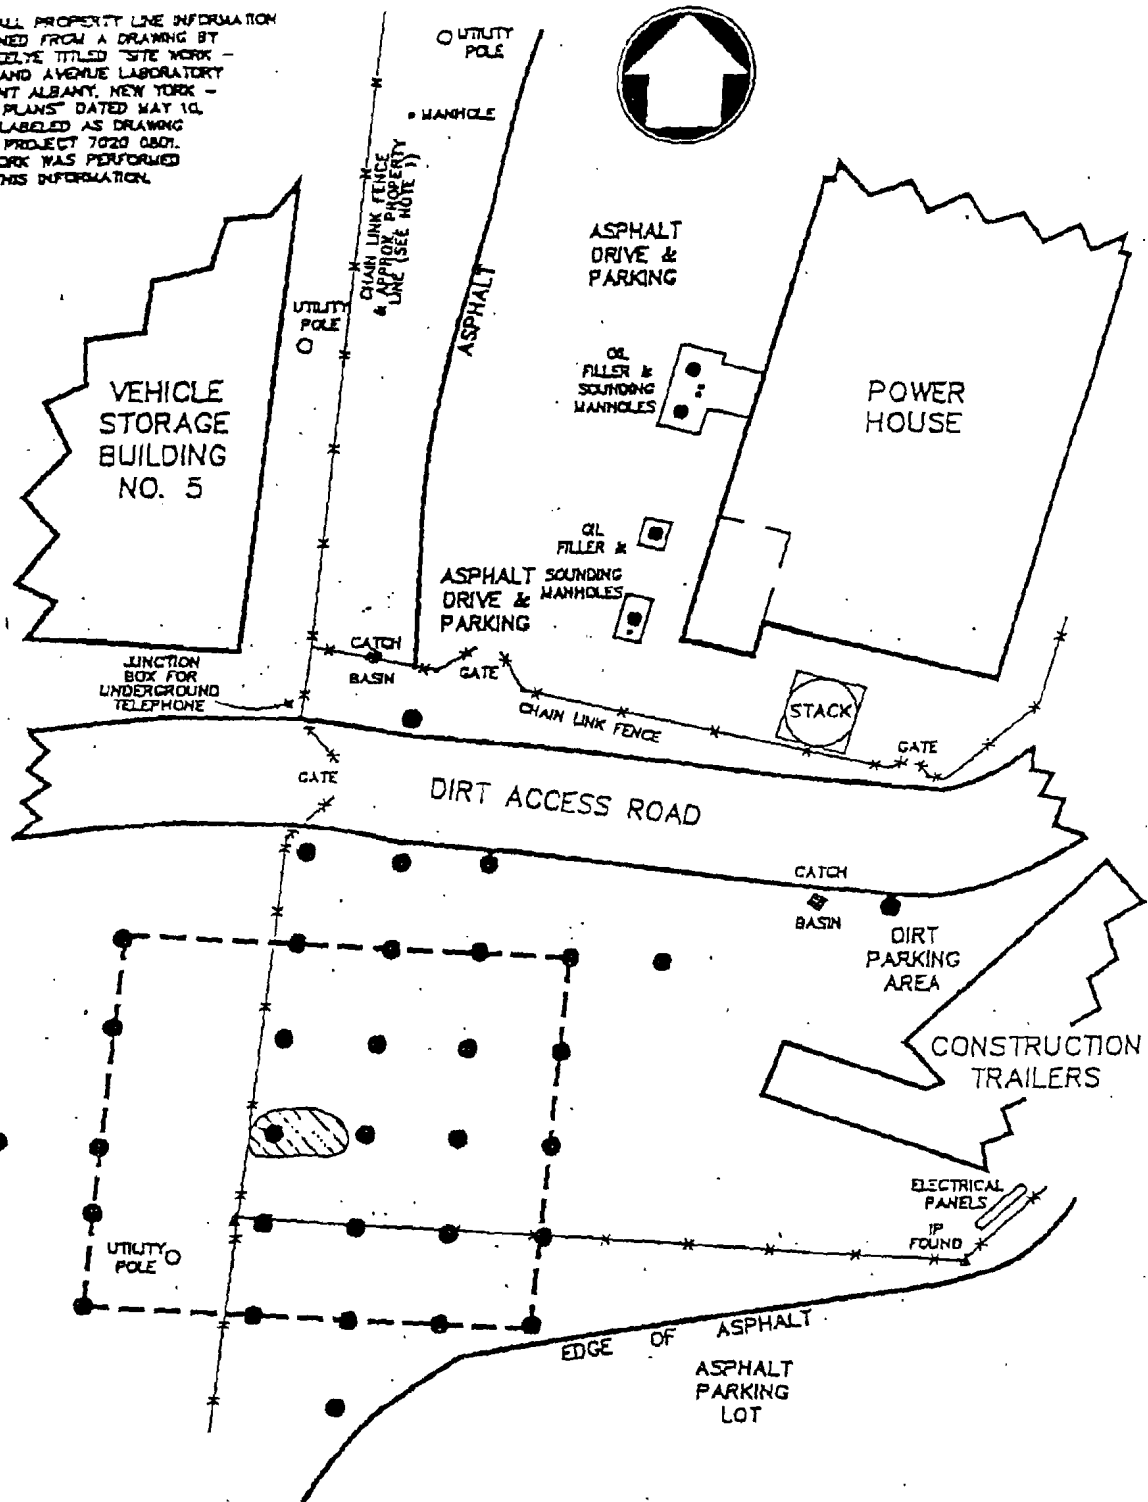 ALL PROPERTY LINE INFORMATION
NED FROM A DRAWING BY
TITLED "SITE WORK -
AND AVENUE LABORATORY
NT ALBANY, NEW YORK -
PLANS" DATED MAY 10,
LABELED AS DRAWING
PROJECT 7020 0801.
ORK WAS PERFORMED
THIS INFORMATION.
UTILITY
POLE
MANHOLE
CHAIN LINK FENCE
& APPROX. PROPERTY
LINE (SEE NOTE 1)
ASPHALT
ASPHALT
DRIVE &
PARKING
UTILITY
POLE
VEHICLE
STORAGE
BUILDING
NO. 5
OIL
FILLER &
SOUNDING
MANHOLES
POWER
HOUSE
OIL
FILLER &
SOUNDING
MANHOLES
ASPHALT
DRIVE &
PARKING
CATCH
BASIN
GATE
JUNCTION
BOX FOR
UNDERGROUND
TELEPHONE
CHAIN LINK FENCE
STACK
GATE
GATE
DIRT ACCESS ROAD
CATCH
BASIN
DIRT
PARKING
AREA
CONSTRUCTION
TRAILERS
ELECTRICAL
PANELS
IP
FOUND
UTILITY
POLE
EDGE OF ASPHALT
ASPHALT
PARKING
LOT